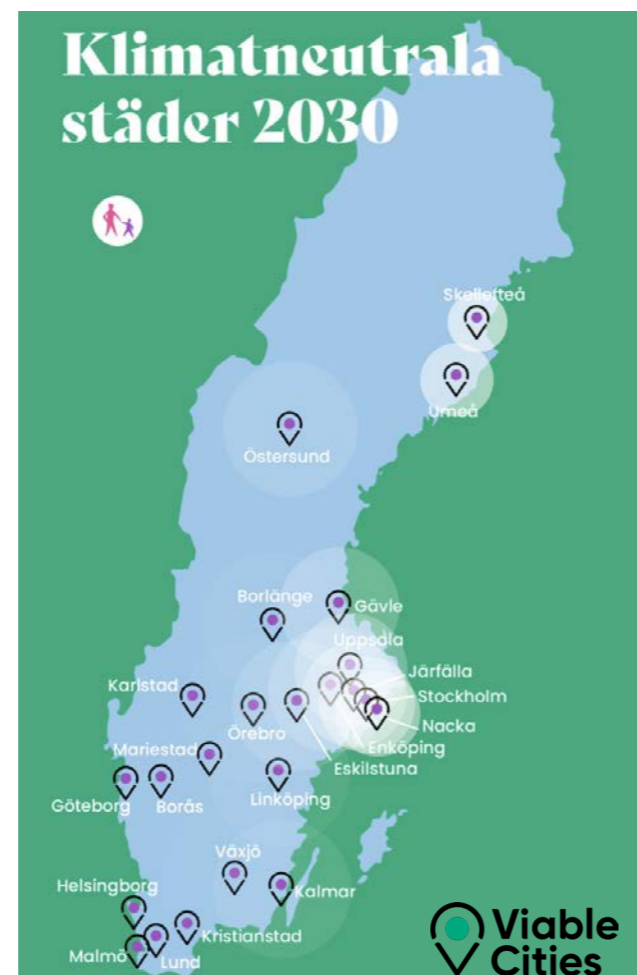 Klimatneutrala
städer 2030
Skellefteå
Umeå
Östersund
Borlänge
Gävle
Uppsala
Järfälla
Karlstad
Stockholm
Örebro
Nacka
Enköping
Mariestad
Eskilstuna
Linköping
Göteborg
Borås
Växjö
Helsingborg
Kalmar
Kristianstad
Malmö
Lund
Viable
Cities